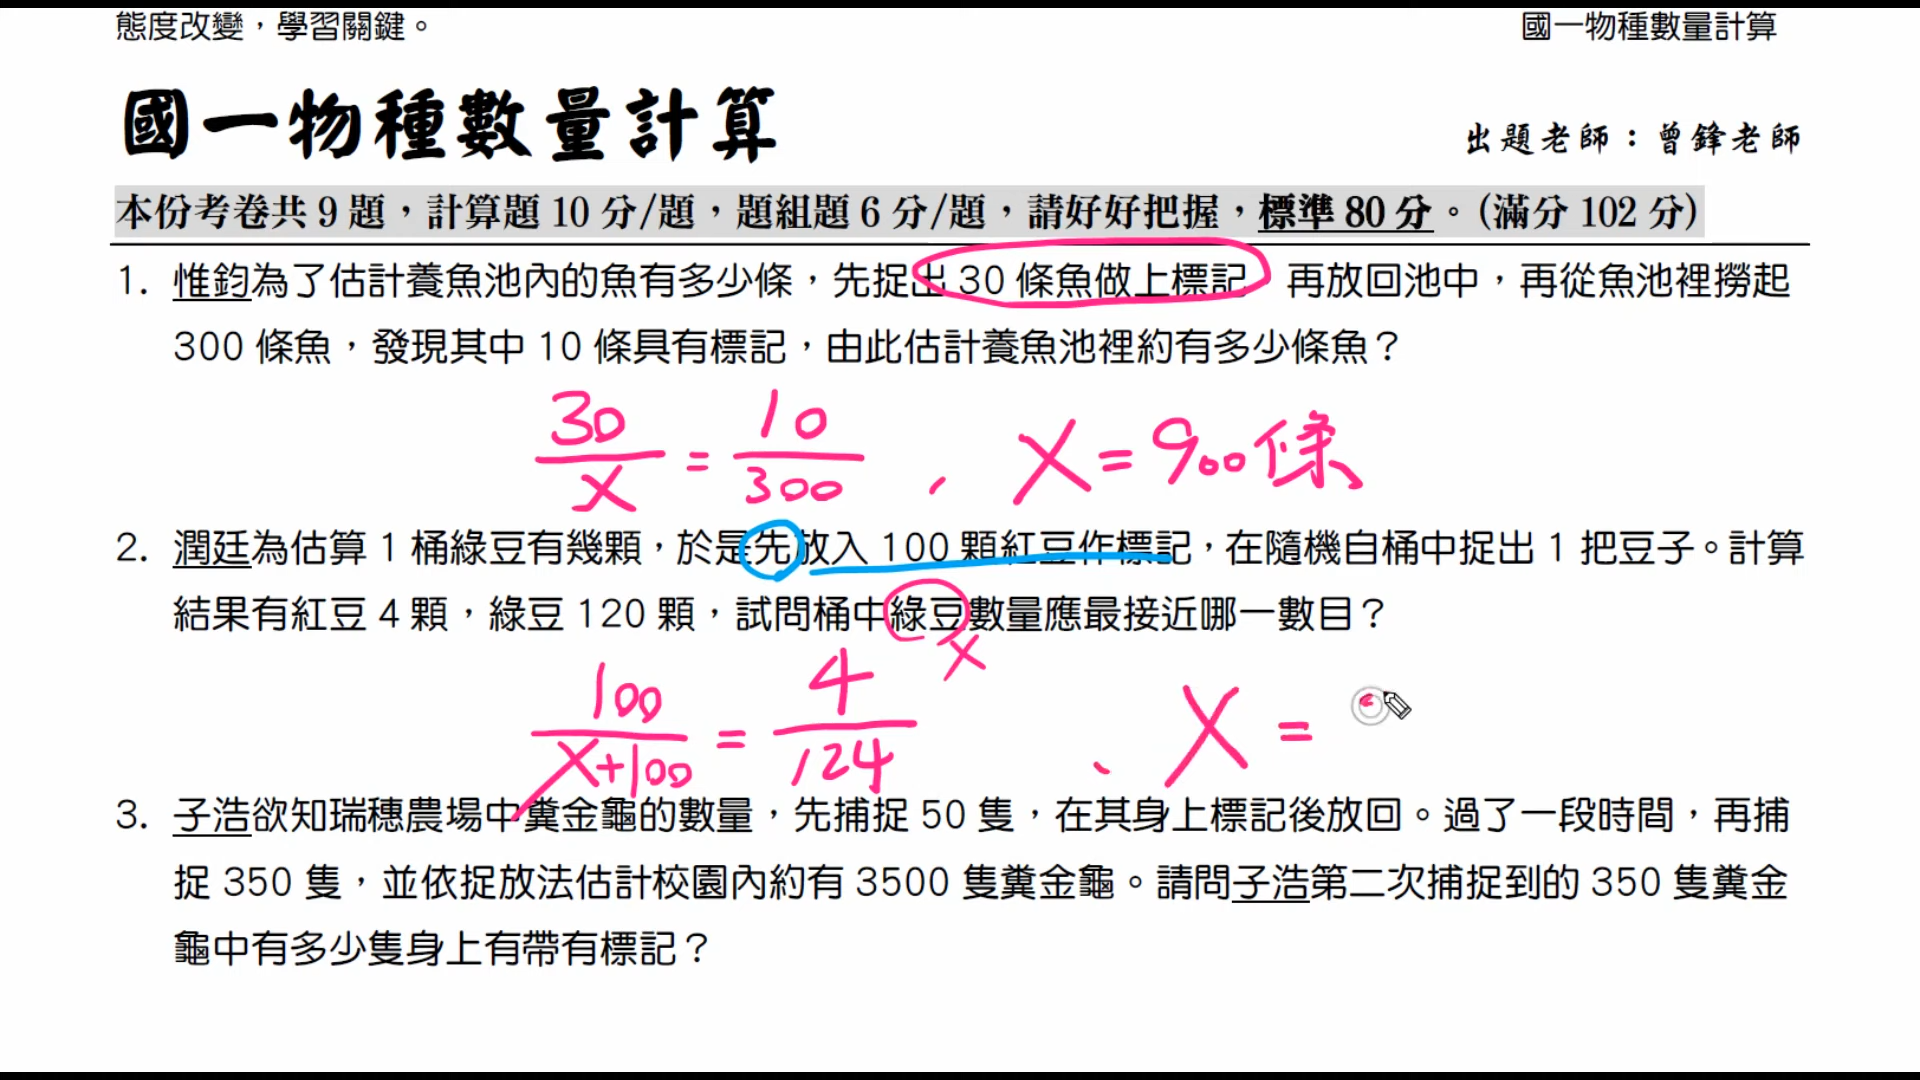 態度改變，學習關鍵。
國一物種數量計算
國一物種數量計算
出題老師：曾鋒老師
本份考卷共 9 題，計算題 10 分/題，題組題 6 分/題，請好好把握，標準 80 分。(滿分 102 分)
1. 惟鈞為了估計養魚池內的魚有多少條，先捉出 30 條魚做上標記 再放回池中，再從魚池裡撈起
300 條魚，發現其中 10 條具有標記，由此估計養魚池裡約有多少條魚？
30/x = 10/300 , X = 900條
2. 潤廷為估算 1 桶綠豆有幾顆，於是先放入 100 顆紅豆作標記，在隨機自桶中捉出 1 把豆子。計算
結果有紅豆 4 顆，綠豆 120 顆，試問桶中綠豆數量應最接近哪一數目？
x
100/x+100 = 4/124 、 X =
3. 子浩欲知瑞穗農場中糞金龜的數量，先捕捉 50 隻，在其身上標記後放回。過了一段時間，再捕
捉 350 隻，並依捉放法估計校園內約有 3500 隻糞金龜。請問子浩第二次捕捉到的 350 隻糞金
龜中有多少隻身上有帶有標記？